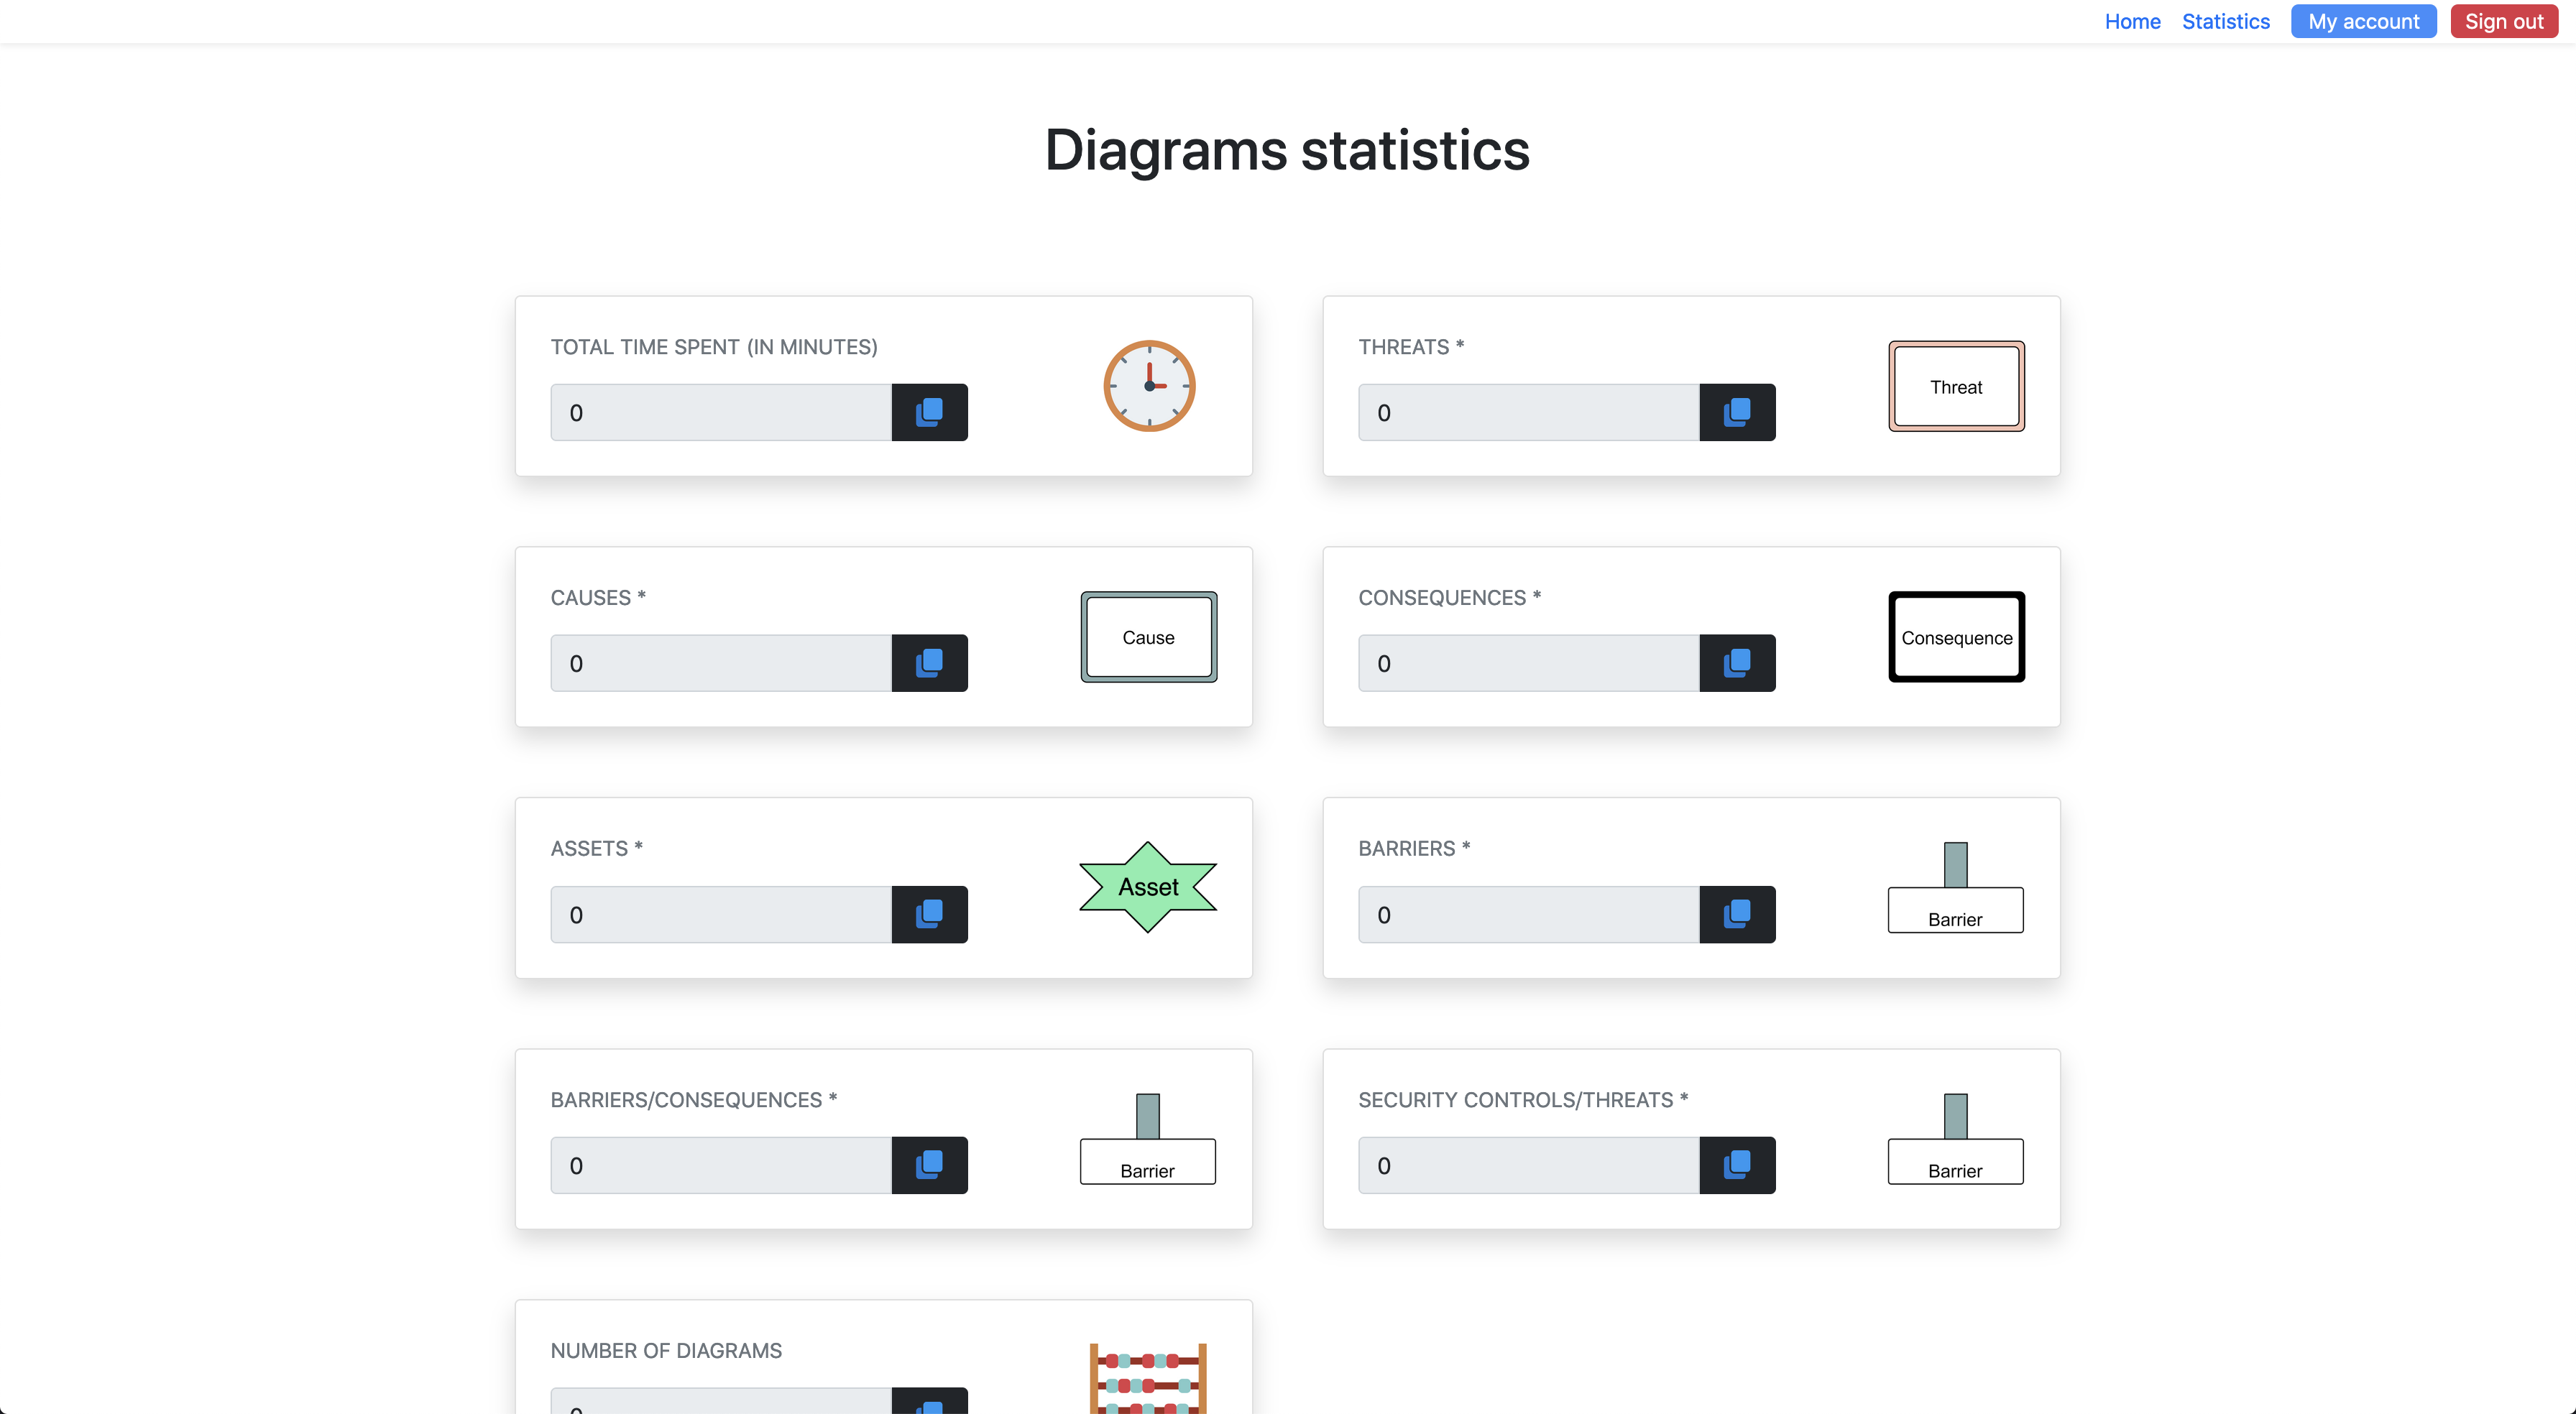 Home Statistics My account Sign out
Diagrams statistics
TOTAL TIME SPENT (IN MINUTES)
0
THREATS *
0
Threat
CAUSES *
0
Cause
CONSEQUENCES *
0
Consequence
ASSETS *
0
Asset
BARRIERS *
0
Barrier
BARRIERS/CONSEQUENCES *
0
Barrier
SECURITY CONTROLS/THREATS *
0
Barrier
NUMBER OF DIAGRAMS